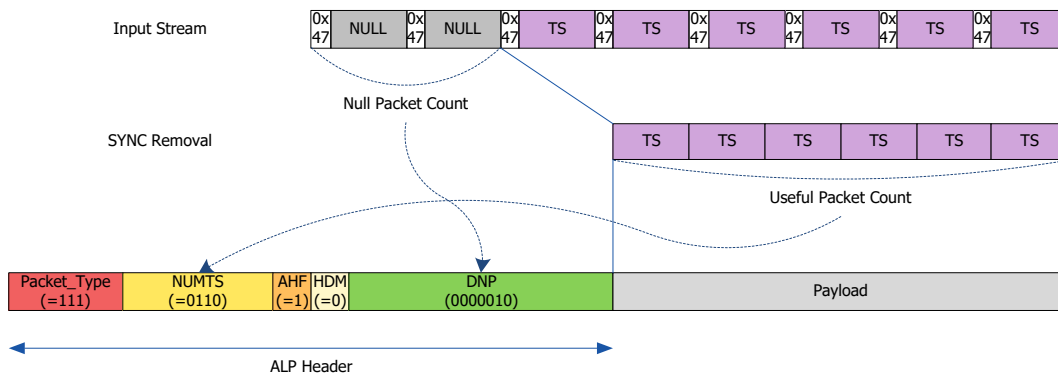 Input Stream
0x
47
NULL
0x
47
NULL
0x
47
TS
0x
47
TS
0x
47
TS
0x
47
TS
0x
47
TS
0x
47
TS
Null Packet Count
SYNC Removal
TS TS TS TS TS TS
Useful Packet Count
Packet_Type
(=111)
NUMTS
(=0110)
AHF
(=1)
HDM
(=0)
DNP
(0000010)
Payload
ALP Header